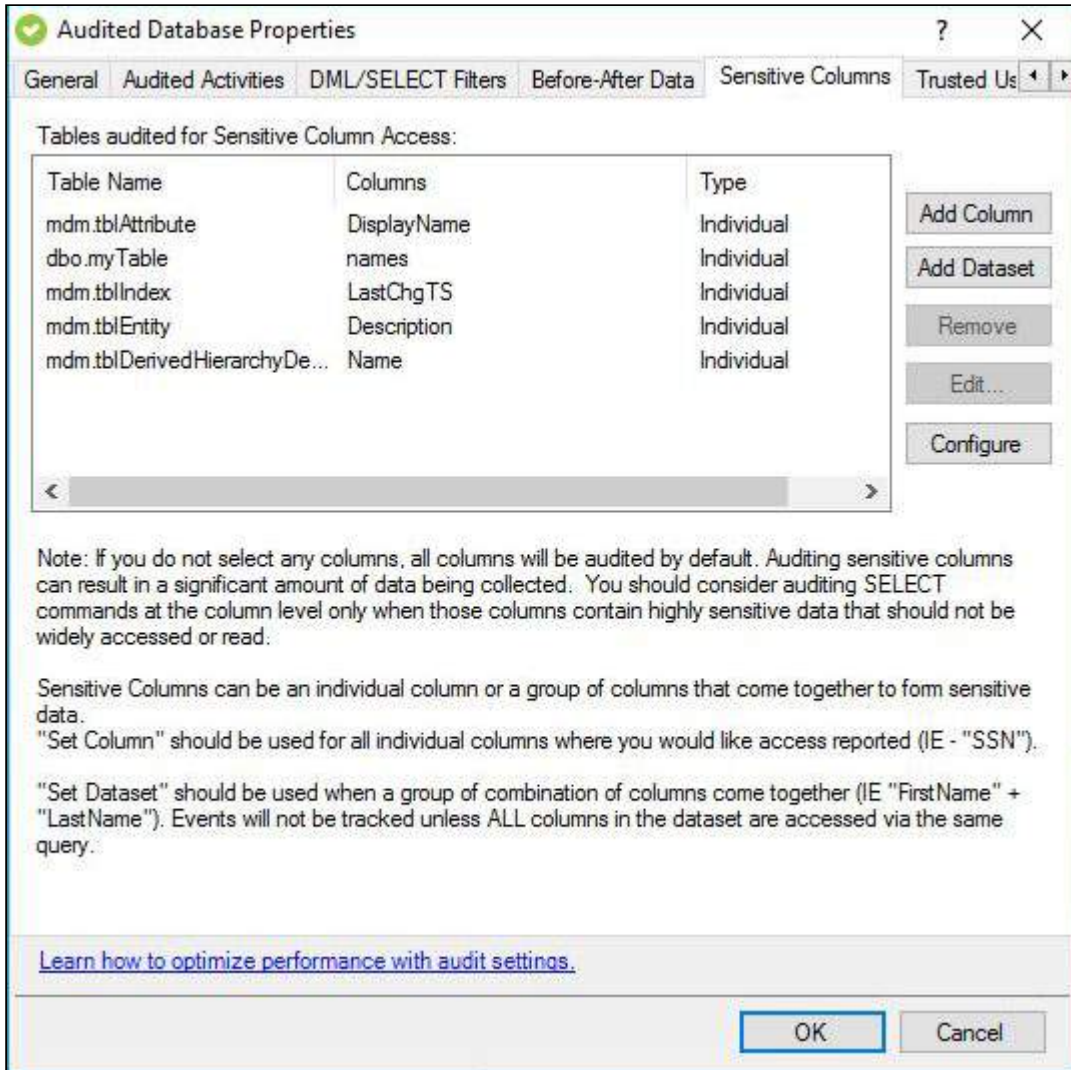 Audited Database Properties
General Audited Activities DML/SELECT Filters Before-After Data Sensitive Columns Trusted Us
Tables audited for Sensitive Column Access:
Table Name Columns Type
mdm.tblAttribute DisplayName Individual
dbo.myTable names Individual
mdm.tblIndex LastChgTS Individual
mdm.tblEntity Description Individual
mdm.tblDerivedHierarchyDe... Name Individual
Add Column
Add Dataset
Remove
Edit...
Configure
Note: If you do not select any columns, all columns will be audited by default. Auditing sensitive columns
can result in a significant amount of data being collected. You should consider auditing SELECT
commands at the column level only when those columns contain highly sensitive data that should not be
widely accessed or read.
Sensitive Columns can be an individual column or a group of columns that come together to form sensitive
data.
"Set Column" should be used for all individual columns where you would like access reported (IE - "SSN").
"Set Dataset" should be used when a group of combination of columns come together (IE "FirstName" +
"LastName"). Events will not be tracked unless ALL columns in the dataset are accessed via the same
query.
Learn how to optimize performance with audit settings.
OK Cancel